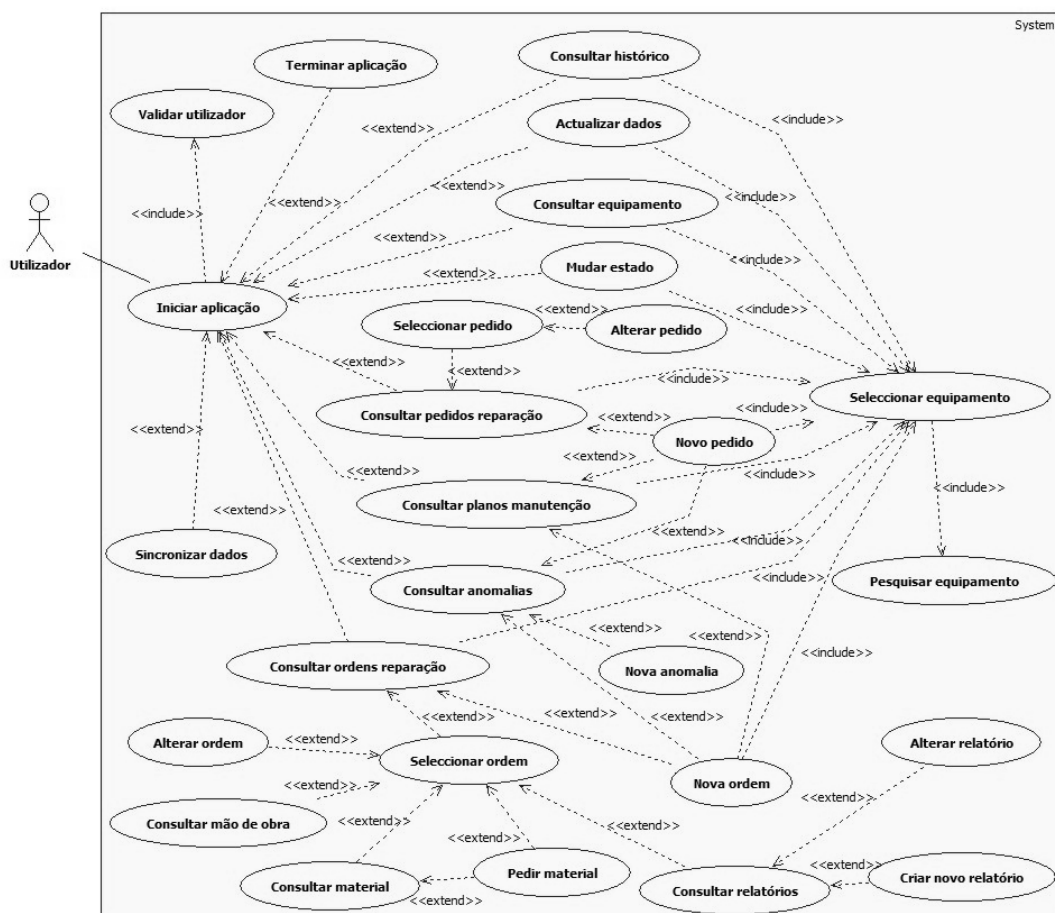 System
Consultar histórico
Terminar aplicação
Validar utilizador
<<include>>
Actualizar dados
<<extend>>
<<extend>>
<<include>>
Consultar equipamento
<<include>>
<<extend>>
<<extend>>
<<include>>
Utilizador
Mudar estado
<<extend>>
Iniciar aplicação
<<extend>>
<<include>>
Seleccionar pedido
Alterar pedido
<<extend>>
<<extend>>
<<include>>
Seleccionar equipamento
Consultar pedidos reparação
<<extend>>
<<include>>
Novo pedido
<<extend>>
<<extend>>
<<extend>>
<<include>>
<<include>>
Consultar planos manutenção
<<extend>>
Sincronizar dados
<<extend>>
<<include>>
Consultar anomalias
<<include>>
Pesquisar equipamento
<<extend>>
<<extend>>
<<include>>
Consultar ordens reparação
Nova anomalia
<<extend>>
<<extend>>
<<extend>>
Alterar ordem
<<extend>>
Alterar relatório
Seleccionar ordem
<<extend>>
Nova ordem
<<extend>>
<<extend>>
Consultar mão de obra
<<extend>>
<<extend>>
<<extend>>
Pedir material
Criar novo relatório
Consultar material
<<extend>>
Consultar relatórios